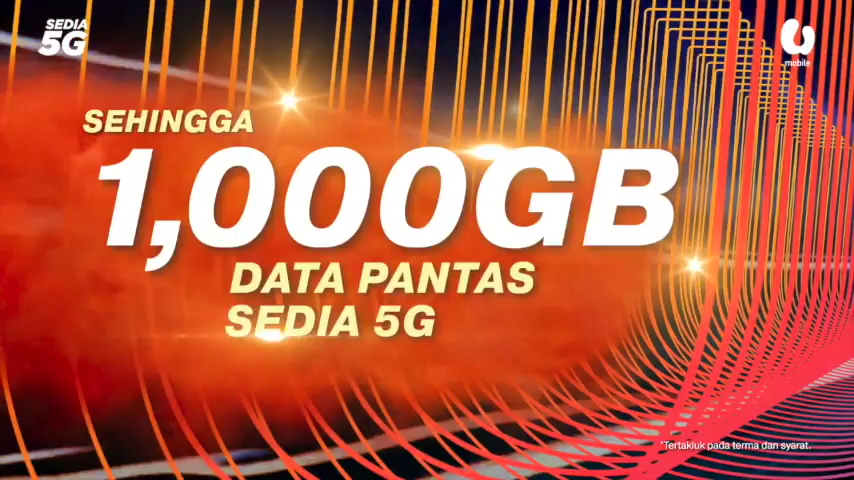 SEDIA
5G
mobile
SEHINGGA
1,000GB
DATA PANTAS
SEDIA 5G
*Tertakluk pada terma dan syarat.